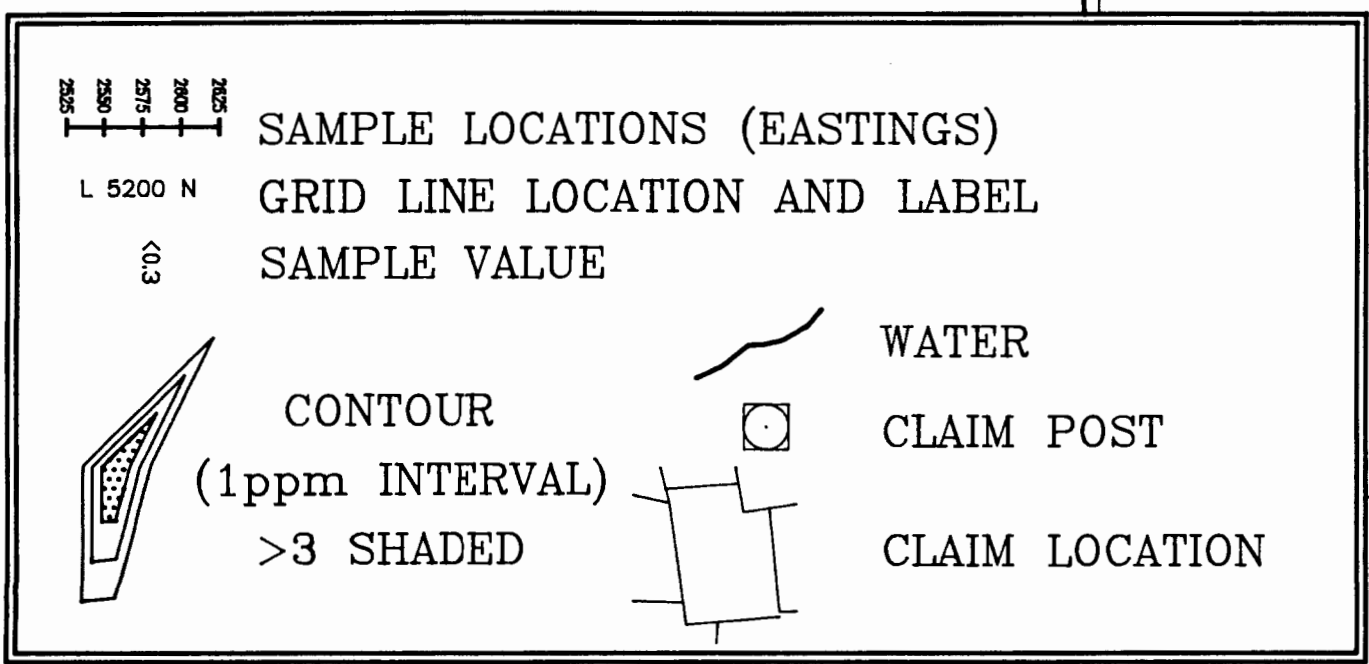 2525 2550 2575 2600 2625
SAMPLE LOCATIONS (EASTINGS)
L 5200 N GRID LINE LOCATION AND LABEL
<0.3 SAMPLE VALUE
CONTOUR
(1ppm INTERVAL)
>3 SHADED
WATER
CLAIM POST
CLAIM LOCATION